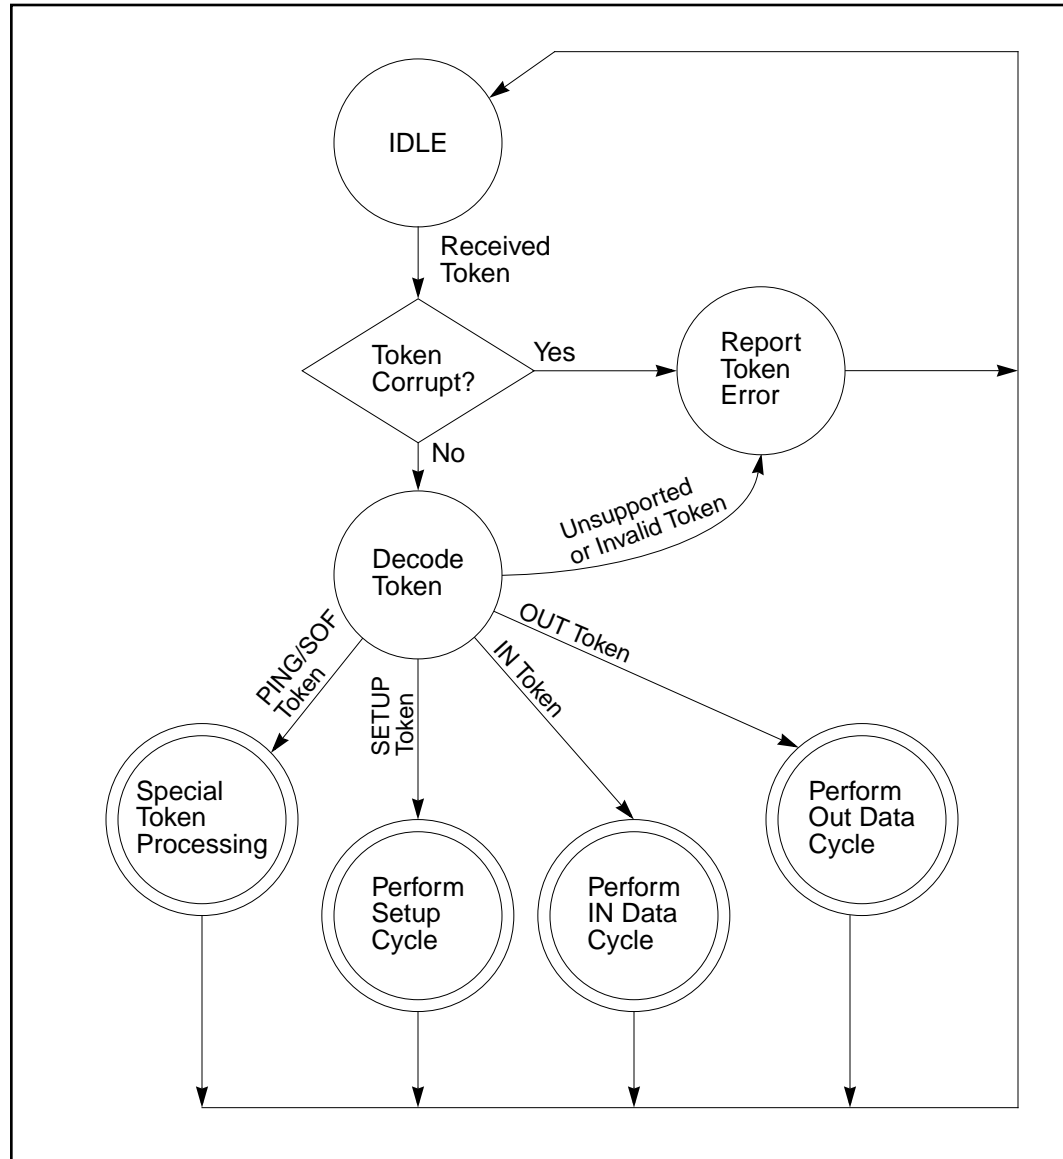 IDLE
Received
Token
Token
Corrupt?
Yes
Report
Token
Error
No
Unsupported
or Invalid Token
Decode
Token
OUT Token
IN Token
PING/SOF
Token
SETUP
Token
Special
Token
Processing
Perform
Out Data
Cycle
Perform
Setup
Cycle
Perform
IN Data
Cycle